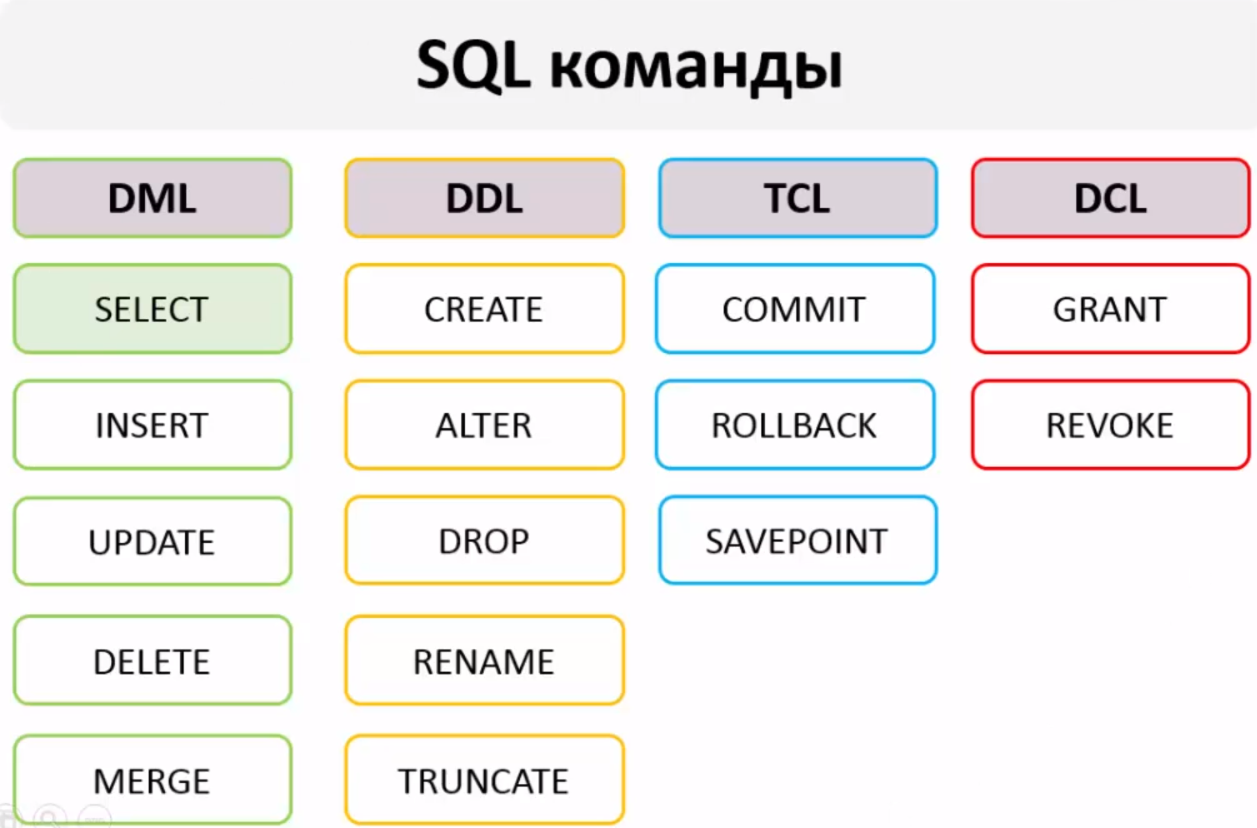 SQL команды
DML
DDL
TCL
DCL
SELECT
CREATE
COMMIT
GRANT
INSERT
ALTER
ROLLBACK
REVOKE
UPDATE
DROP
SAVEPOINT
DELETE
RENAME
MERGE
TRUNCATE